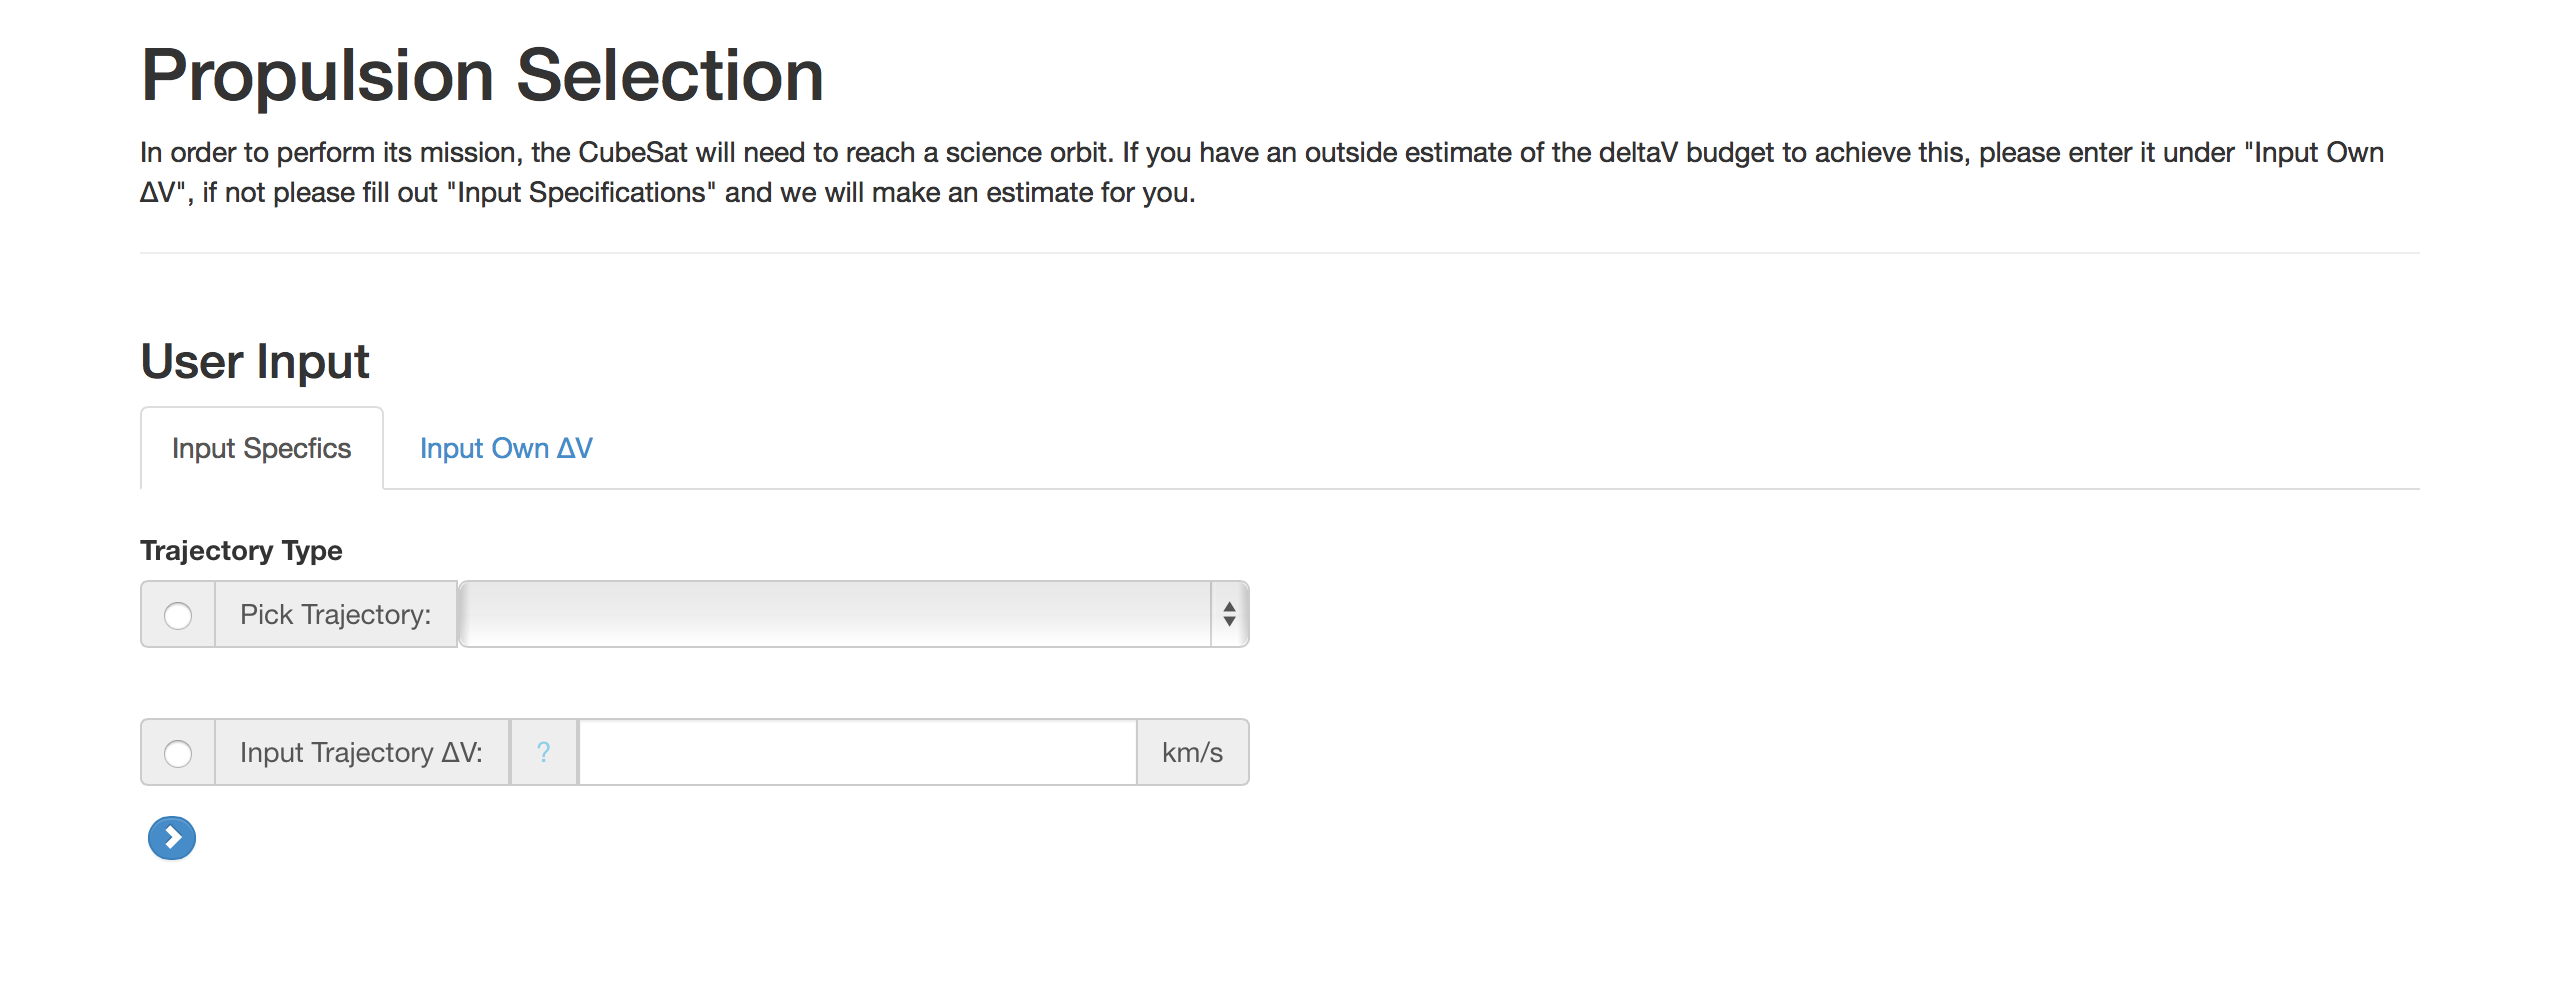 Propulsion Selection
In order to perform its mission, the CubeSat will need to reach a science orbit. If you have an outside estimate of the deltaV budget to achieve this, please enter it under "Input Own
ΔV", if not please fill out "Input Specifications" and we will make an estimate for you.
User Input
Input Specfics Input Own ΔV
Trajectory Type
Pick Trajectory:
Input Trajectory ΔV: ? km/s